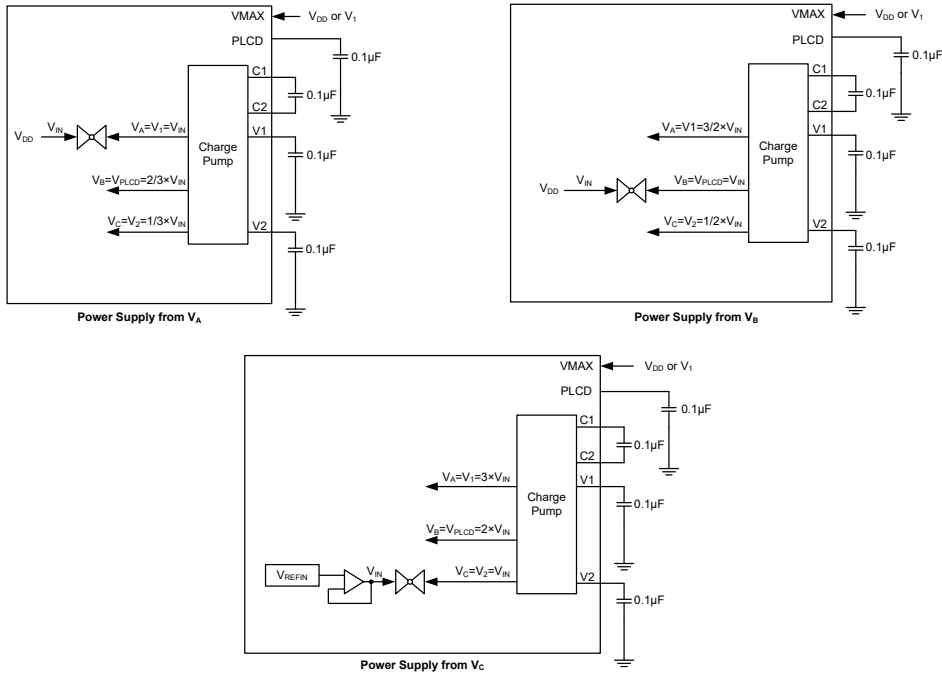 VMAX
V_DD or V_1
PLCD
0.1µF
C1
0.1µF
C2
V_DD
V_IN
V_A=V_1=V_IN
V1
Charge
Pump
0.1µF
V_B=V_PLCD=2/3×V_IN
V_C=V_2=1/3×V_IN
V2
0.1µF
Power Supply from V_A
VMAX
V_DD or V_1
PLCD
0.1µF
C1
0.1µF
C2
V_A=V1=3/2×V_IN
V1
Charge
Pump
0.1µF
V_DD
V_IN
V_B=V_PLCD=V_IN
V_C=V_2=1/2×V_IN
V2
0.1µF
Power Supply from V_B
VMAX
V_DD or V_1
PLCD
0.1µF
C1
0.1µF
C2
V_A=V_1=3×V_IN
V1
Charge
Pump
0.1µF
V_B=V_PLCD=2×V_IN
V_REFIN
V_IN
V_C=V_2=V_IN
V2
0.1µF
Power Supply from V_C